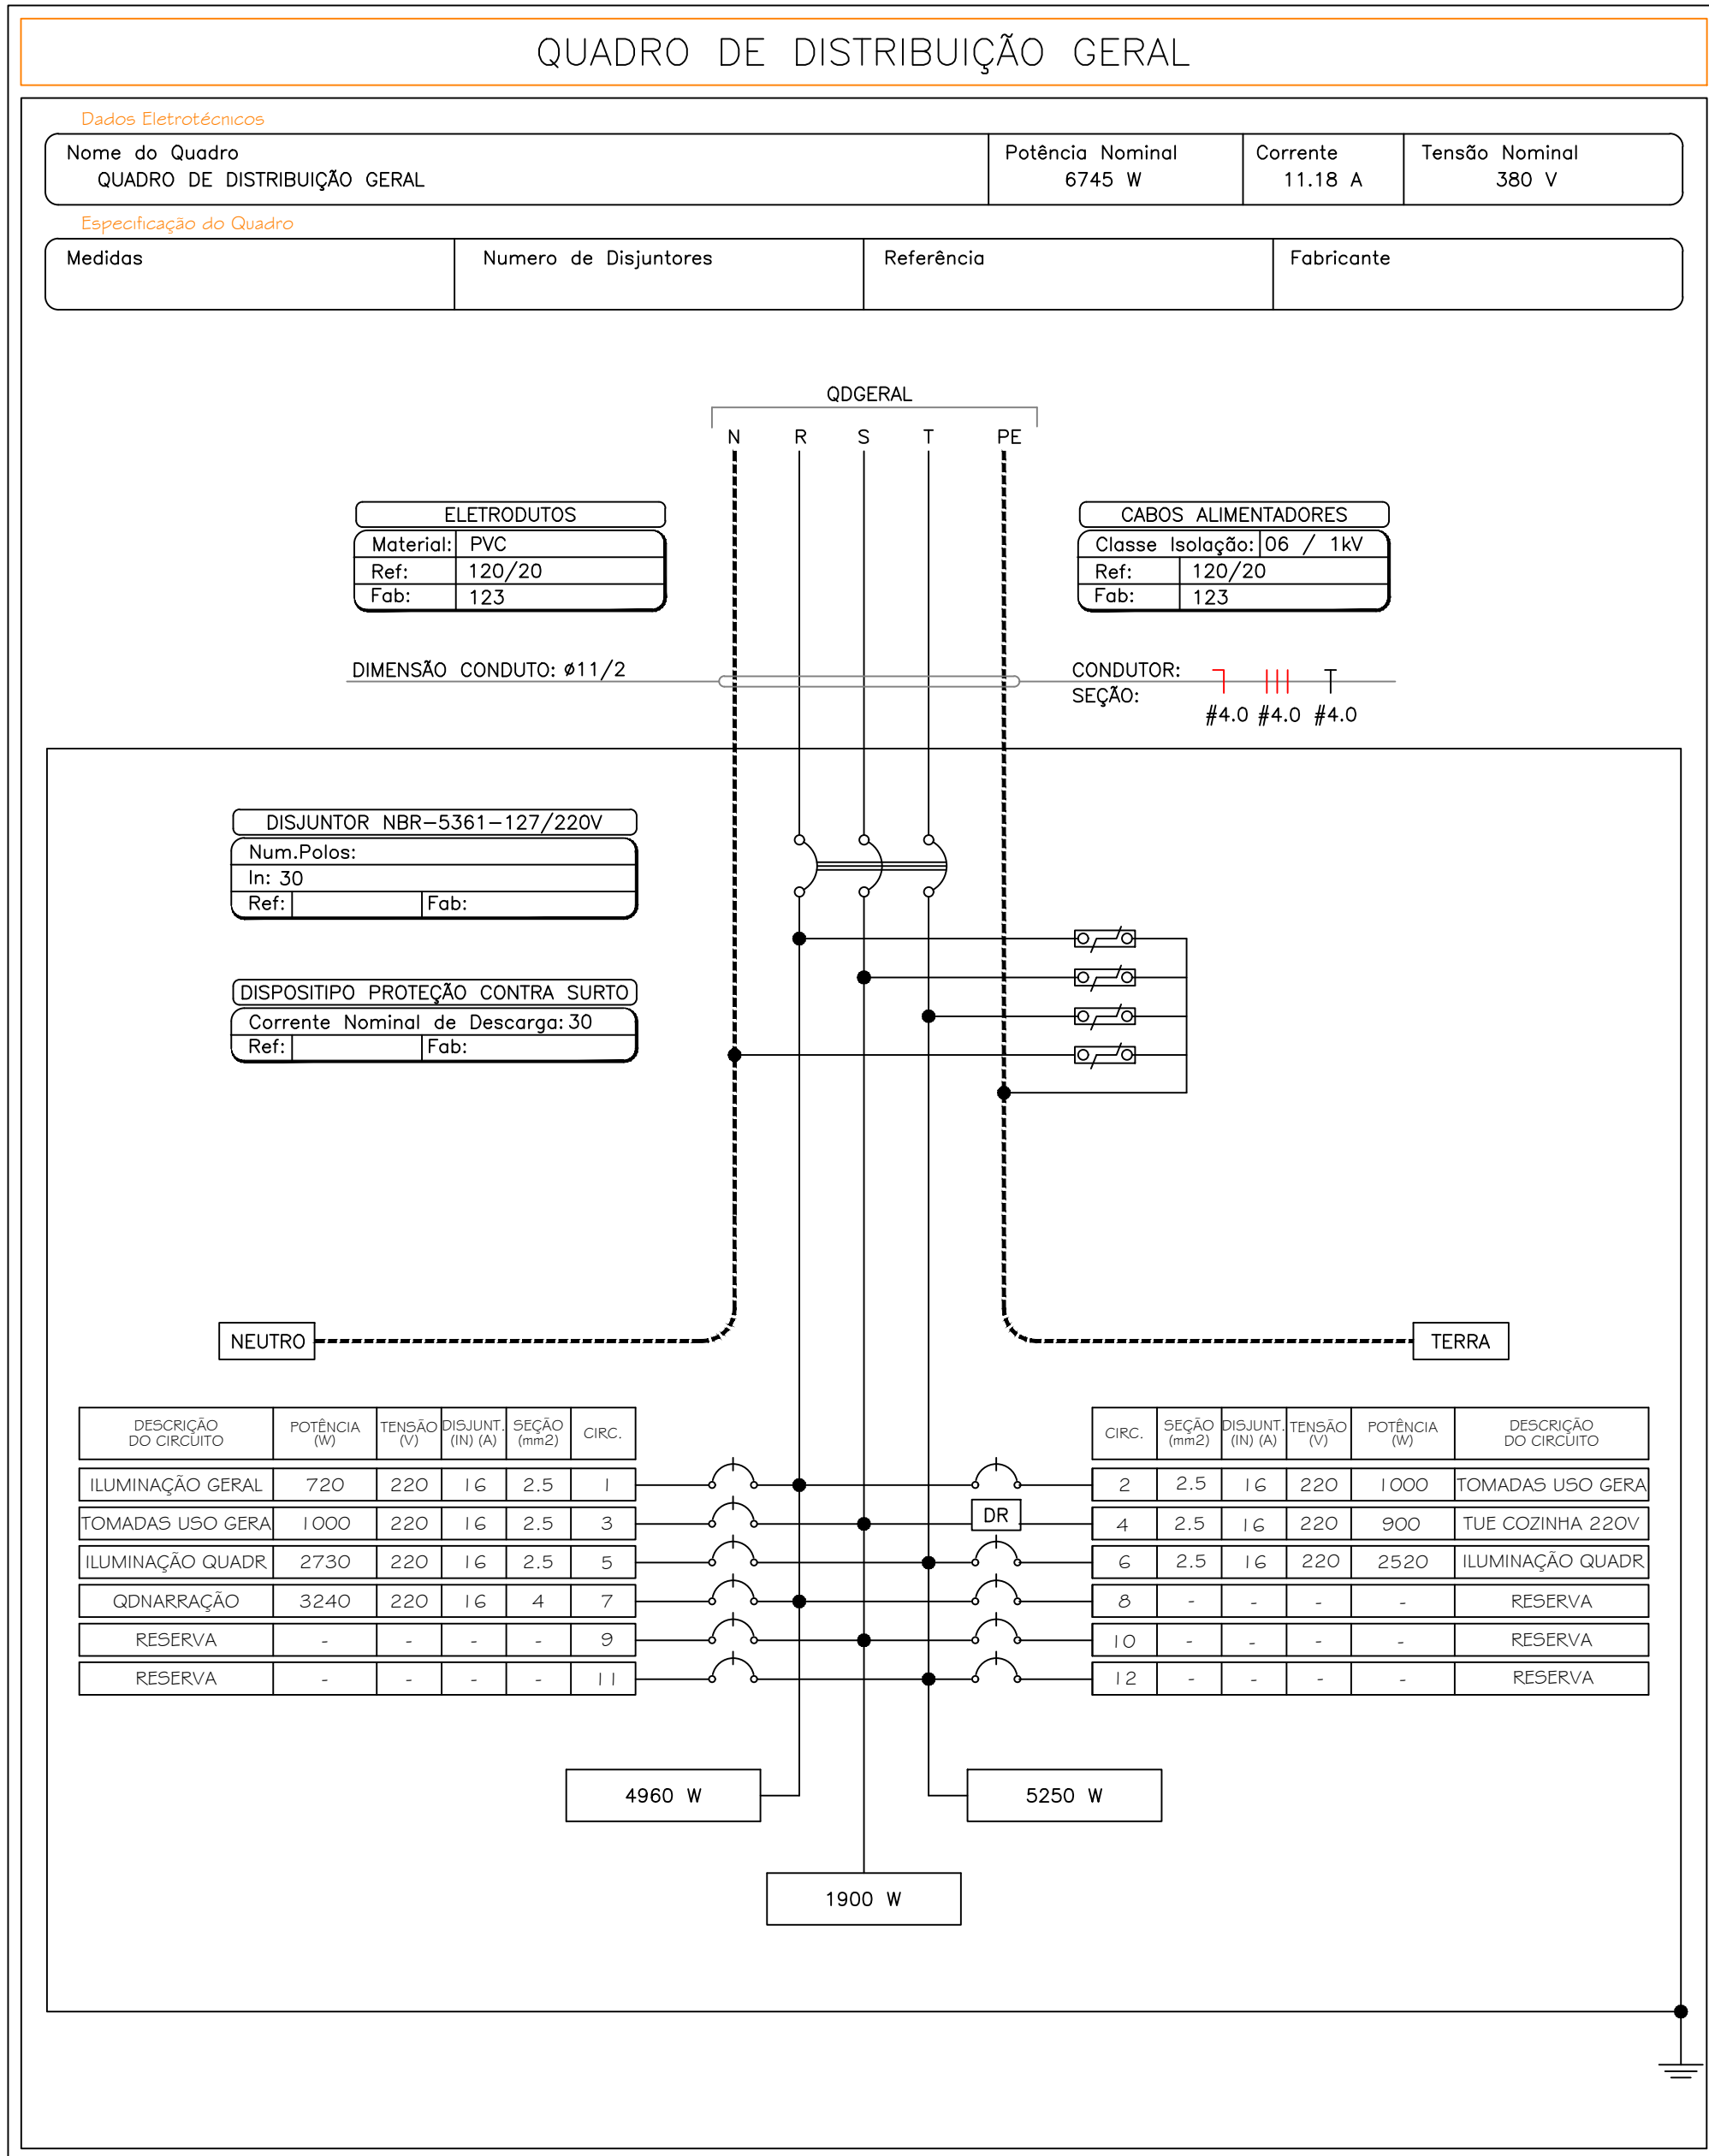 QUADRO DE DISTRIBUIÇÃO GERAL
Dados Eletrotécnicos
Nome do Quadro
QUADRO DE DISTRIBUIÇÃO GERAL
Potência Nominal
6745 W
Corrente
11.18 A
Tensão Nominal
380 V
Especificação do Quadro
Medidas
Numero de Disjuntores
Referência
Fabricante
QDGERAL
N R S T PE
ELETRODUTOS
Material: PVC
Ref: 120/20
Fab: 123
CABOS ALIMENTADORES
Classe Isolação: 06 / 1kV
Ref: 120/20
Fab: 123
DIMENSÃO CONDUTO: ø11/2
CONDUTOR:
SEÇÃO:
#4.0 #4.0 #4.0
DISJUNTOR NBR-5361-127/220V
Num.Polos:
In: 30
Ref: Fab:
DISPOSITIPO PROTEÇÃO CONTRA SURTO
Corrente Nominal de Descarga: 30
Ref: Fab:
NEUTRO
TERRA
DESCRIÇÃO DO CIRCUITO POTÊNCIA (W) TENSÃO (V) DISJUNT. (IN) (A) SEÇÃO (mm2) CIRC.
ILUMINAÇÃO GERAL 720 220 16 2.5 1
TOMADAS USO GERA 1000 220 16 2.5 3
ILUMINAÇÃO QUADR 2730 220 16 2.5 5
QDNARRAÇÃO 3240 220 16 4 7
RESERVA - - - - 9
RESERVA - - - - 11
CIRC. SEÇÃO (mm2) DISJUNT. (IN) (A) TENSÃO (V) POTÊNCIA (W) DESCRIÇÃO DO CIRCUITO
2 2.5 16 220 1000 TOMADAS USO GERA
DR
4 2.5 16 220 900 TUE COZINHA 220V
6 2.5 16 220 2520 ILUMINAÇÃO QUADR
8 - - - - RESERVA
10 - - - - RESERVA
12 - - - - RESERVA
4960 W
5250 W
1900 W